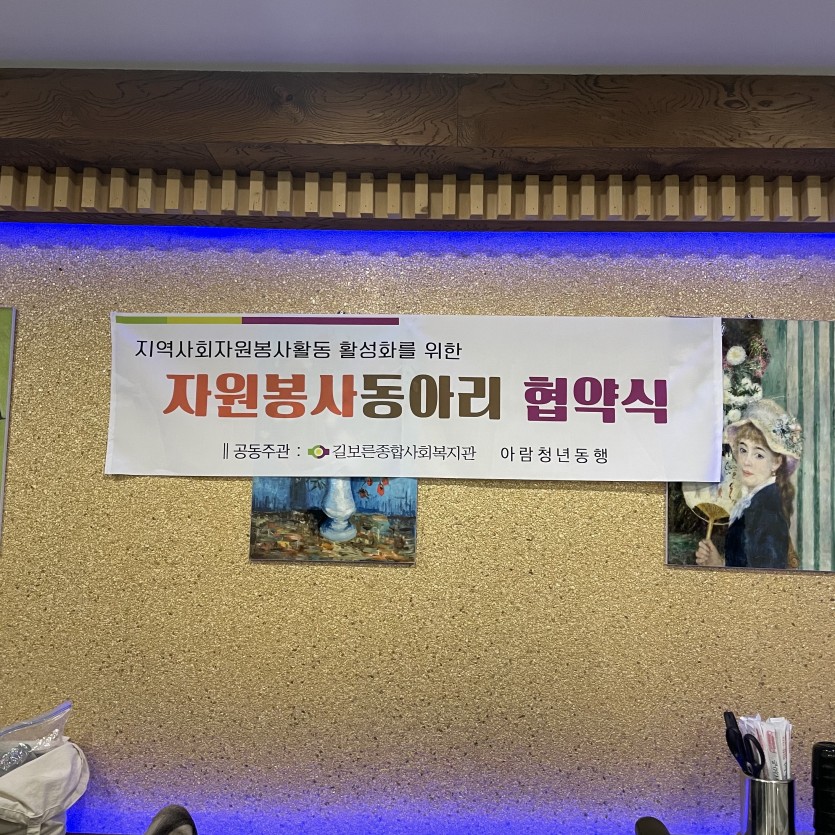 지역사회자원봉사활동 활성화를 위한
자원봉사동아리 협약식
∥공동주관 : 길보른종합사회복지관 아람청년동행